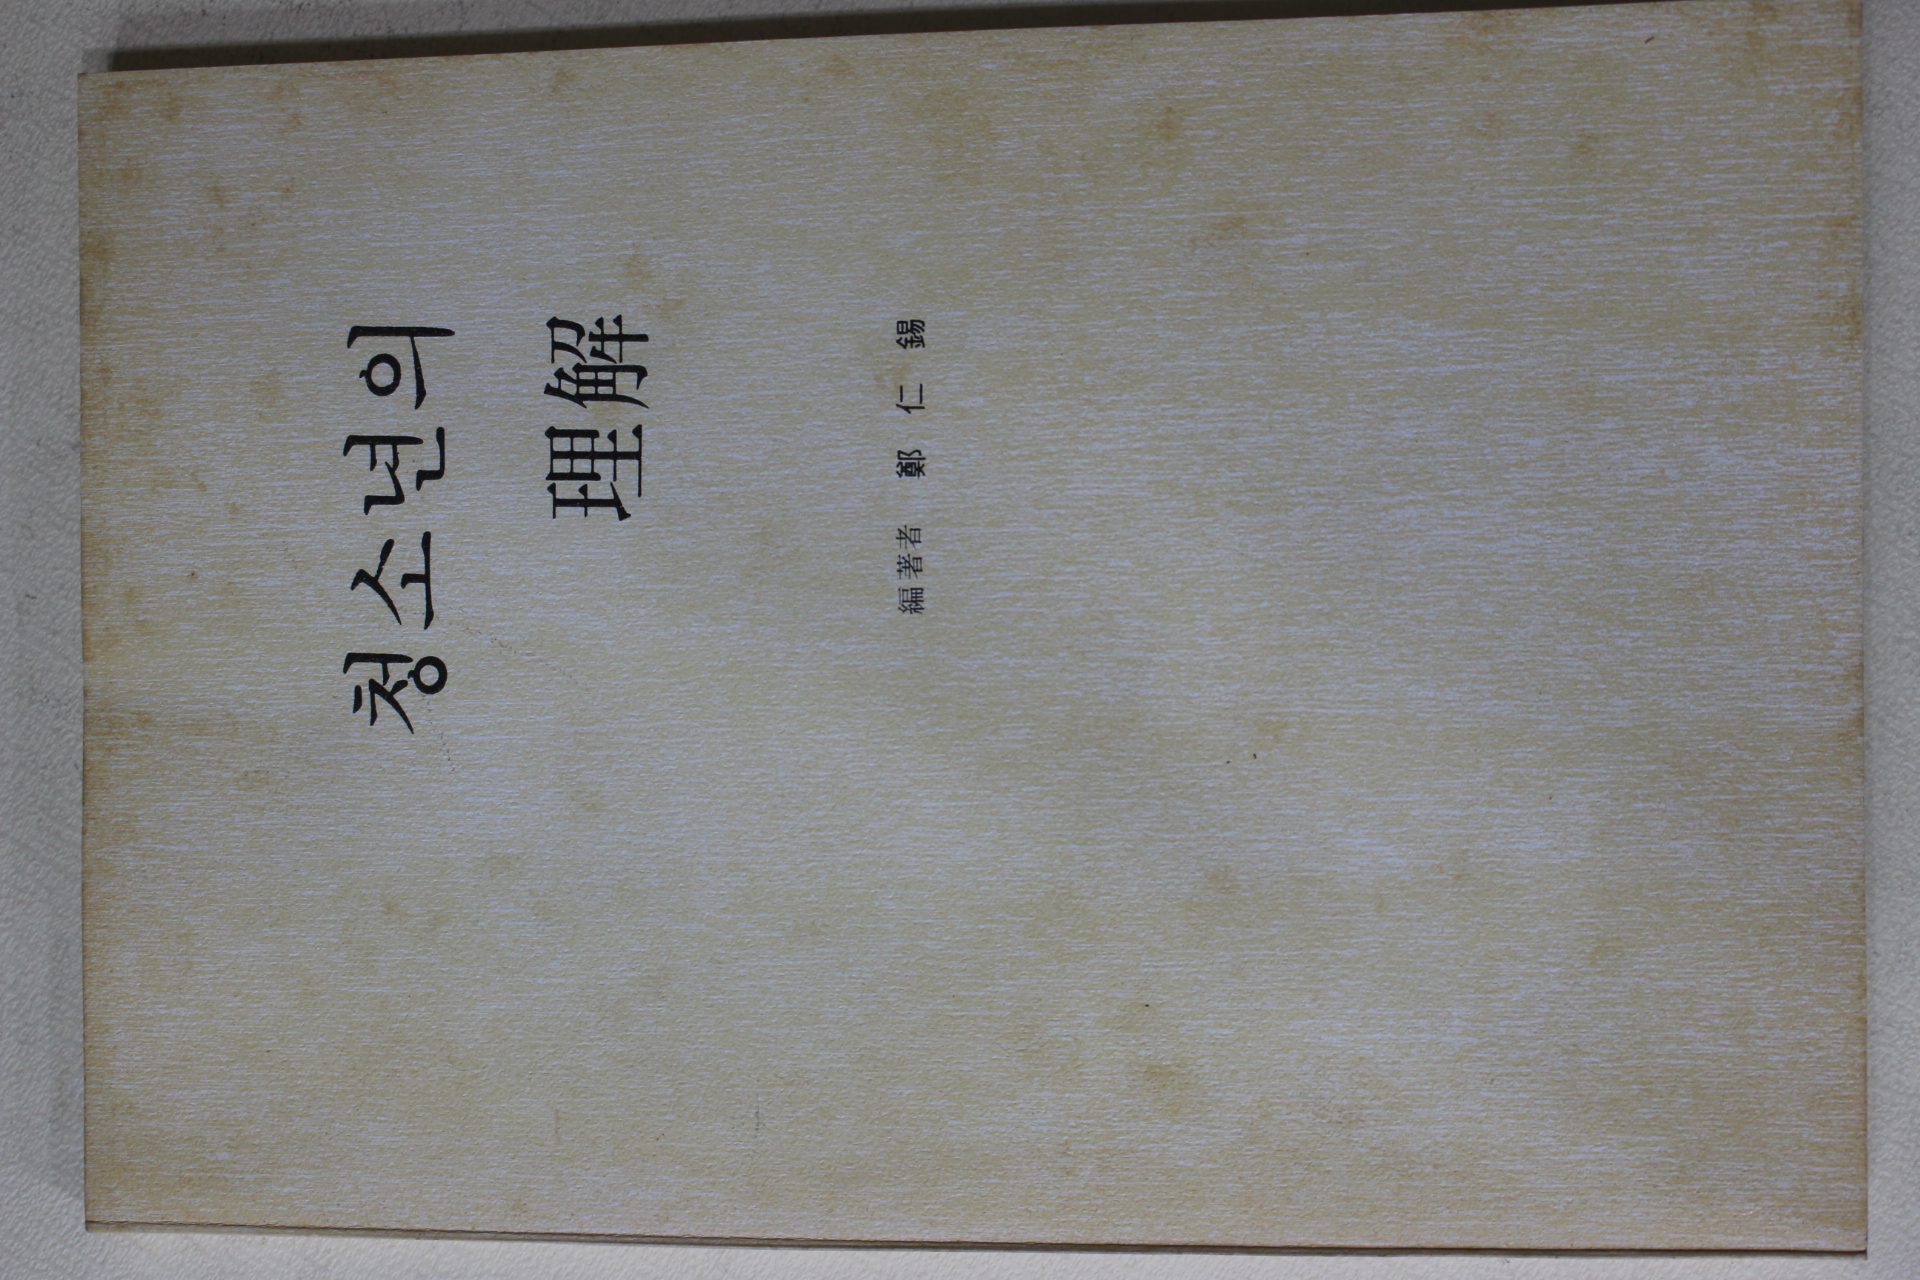 청소년의
理解
編著者 鄭仁錫